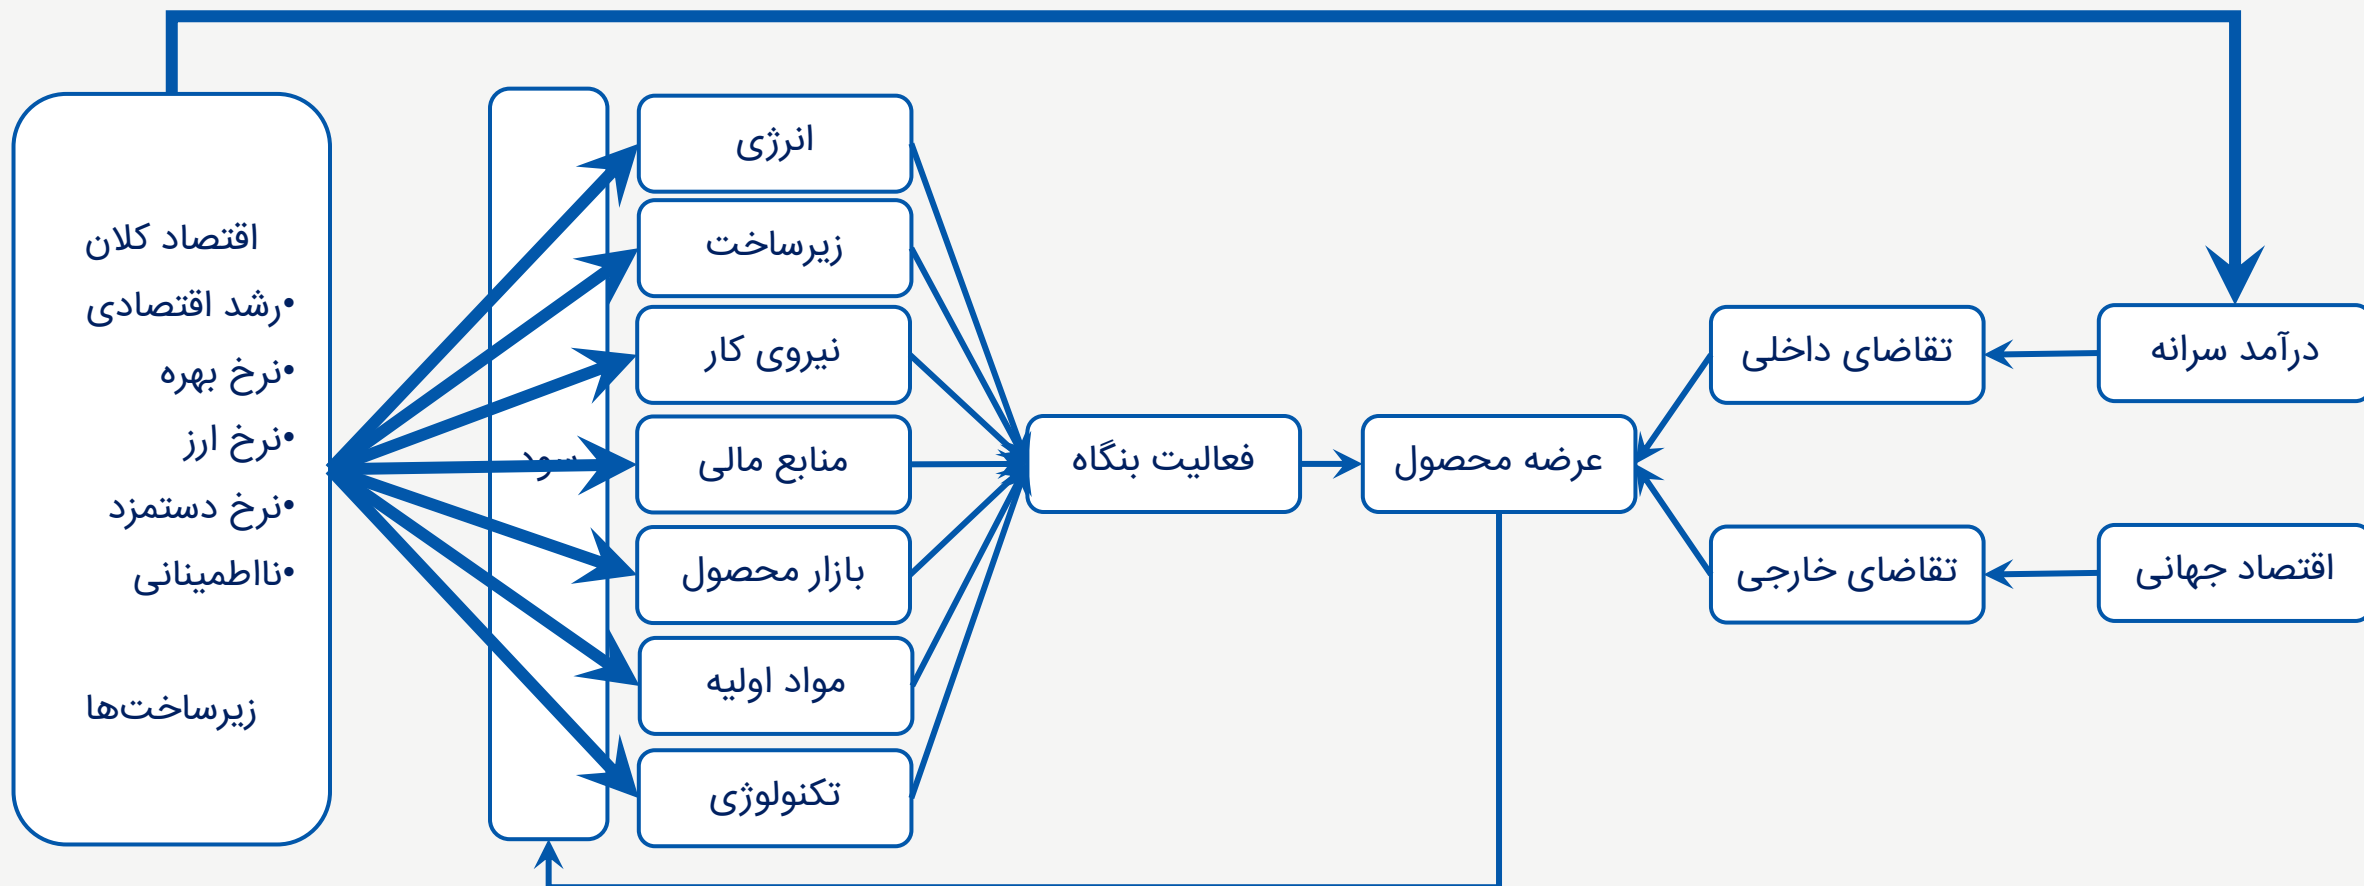 اقتصاد کلان
•رشد اقتصادی
•نرخ بهره
•نرخ ارز
•نرخ دستمزد
•نااطمینانی
زیرساخت‌ها
سود
انرژی
زیرساخت
نیروی کار
منابع مالی
بازار محصول
مواد اولیه
تکنولوژی
فعالیت بنگاه
عرضه محصول
تقاضای داخلی
تقاضای خارجی
درآمد سرانه
اقتصاد جهانی